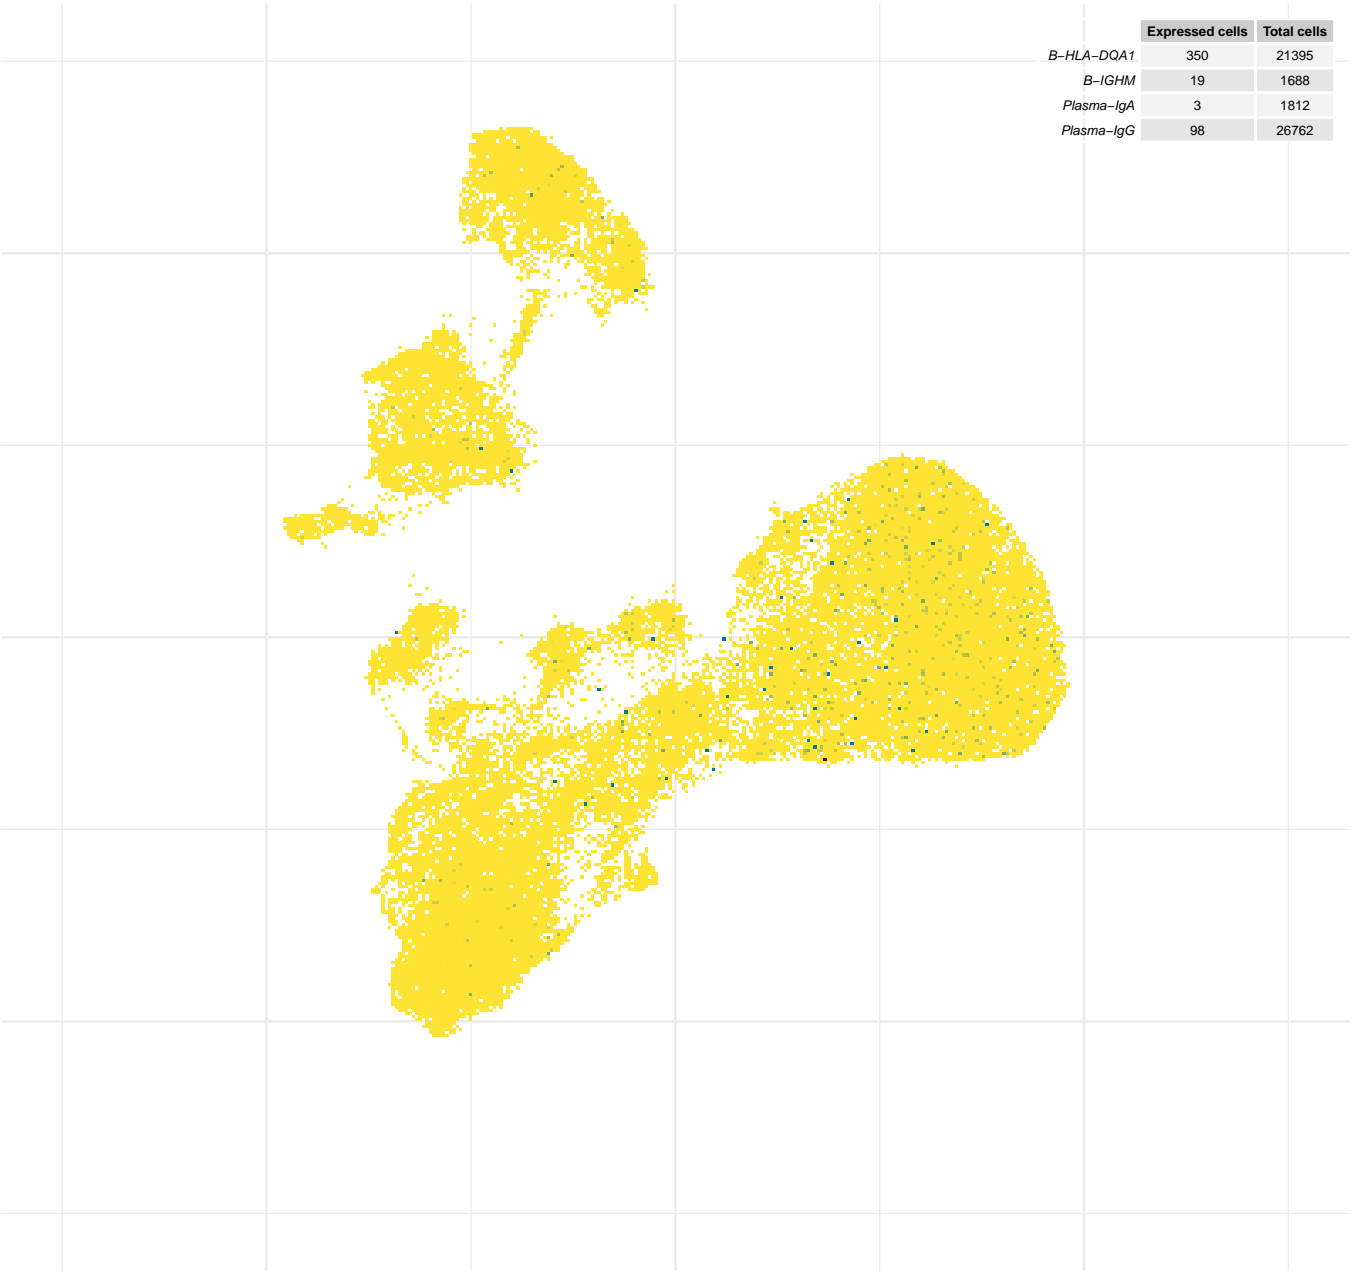 Expressed cells Total cells
B−HLA−DQA1 350 21395
B−IGHM 19 1688
Plasma−IgA 3 1812
Plasma−IgG 98 26762